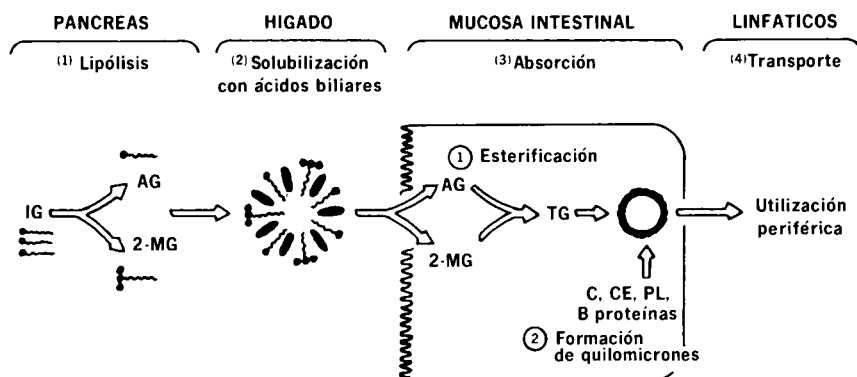 PANCREAS
HIGADO
MUCOSA INTESTINAL
LINFATICOS
(1) Lipólisis
(2) Solubilización
con ácidos biliares
(3) Absorción
(4) Transporte
IG
AG
2-MG
① Esterificación
AG
2-MG
TG
C, CE, PL,
B proteínas
② Formación
de quilomicrones
Utilización
periférica